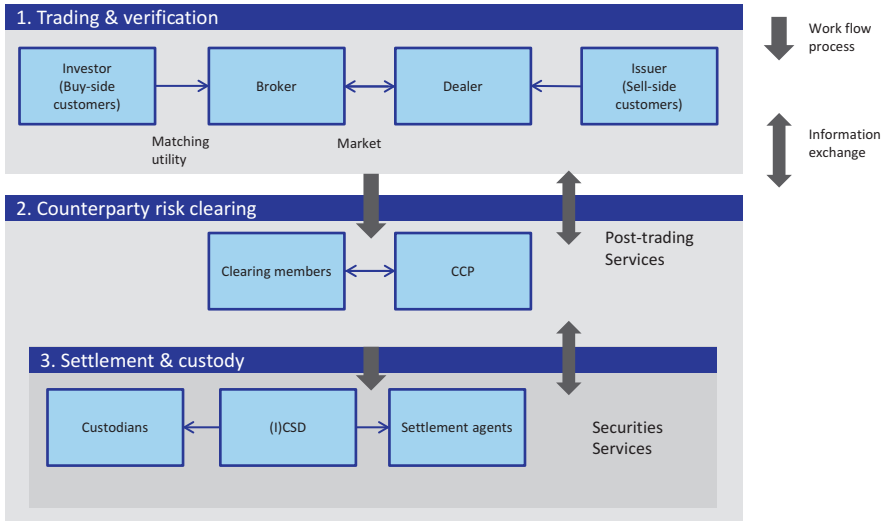 1. Trading & verification
Investor
(Buy-side
customers)
Broker
Dealer
Issuer
(Sell-side
customers)
Matching
utility
Market
Work flow
process
Information
exchange
2. Counterparty risk clearing
Clearing members
CCP
Post-trading
Services
3. Settlement & custody
Custodians
(I)CSD
Settlement agents
Securities
Services